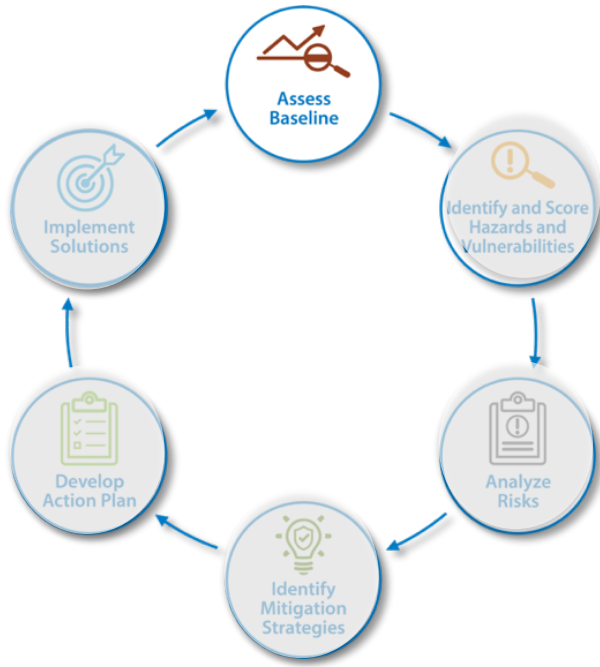 Assess
Baseline
Identify and Score
Hazards and
Vulnerabilities
Analyze
Risks
Identify
Mitigation
Strategies
Develop
Action Plan
Implement
Solutions